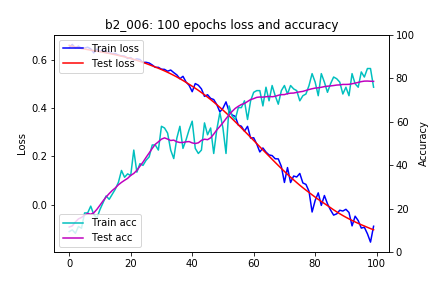 b2_006: 100 epochs loss and accuracy
Train loss
Test loss
Train acc
Test acc
Loss
0.6
0.4
0.2
0.0
Accuracy
100
80
60
40
20
0
0 20 40 60 80 100